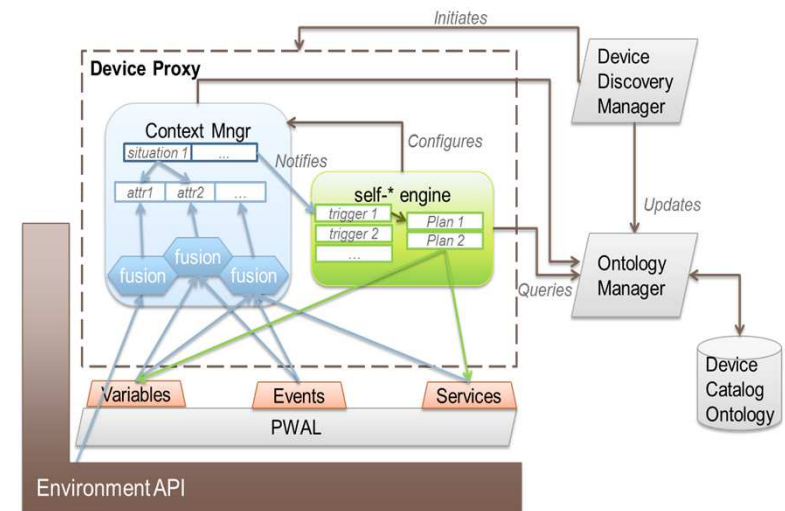 Initiates
Device Proxy
Device
Discovery
Manager
Context Mngr
situation 1
...
Notifies
Configures
attr1
attr2
...
self-* engine
trigger 1
Plan 1
trigger 2
Plan 2
...
fusion
fusion
fusion
Updates
Queries
Ontology
Manager
Device
Catalog
Ontology
Variables
Events
Services
PWAL
Environment API